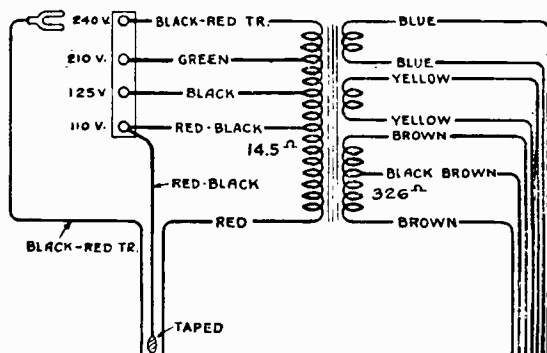 240 V. BLACK-RED TR. BLUE
210 V. GREEN BLUE
YELLOW
125 V. BLACK
110 V. RED-BLACK YELLOW
14.5 Ω BROWN
RED-BLACK BLACK BROWN
326 Ω
RED BROWN
BLACK-RED TR.
TAPED